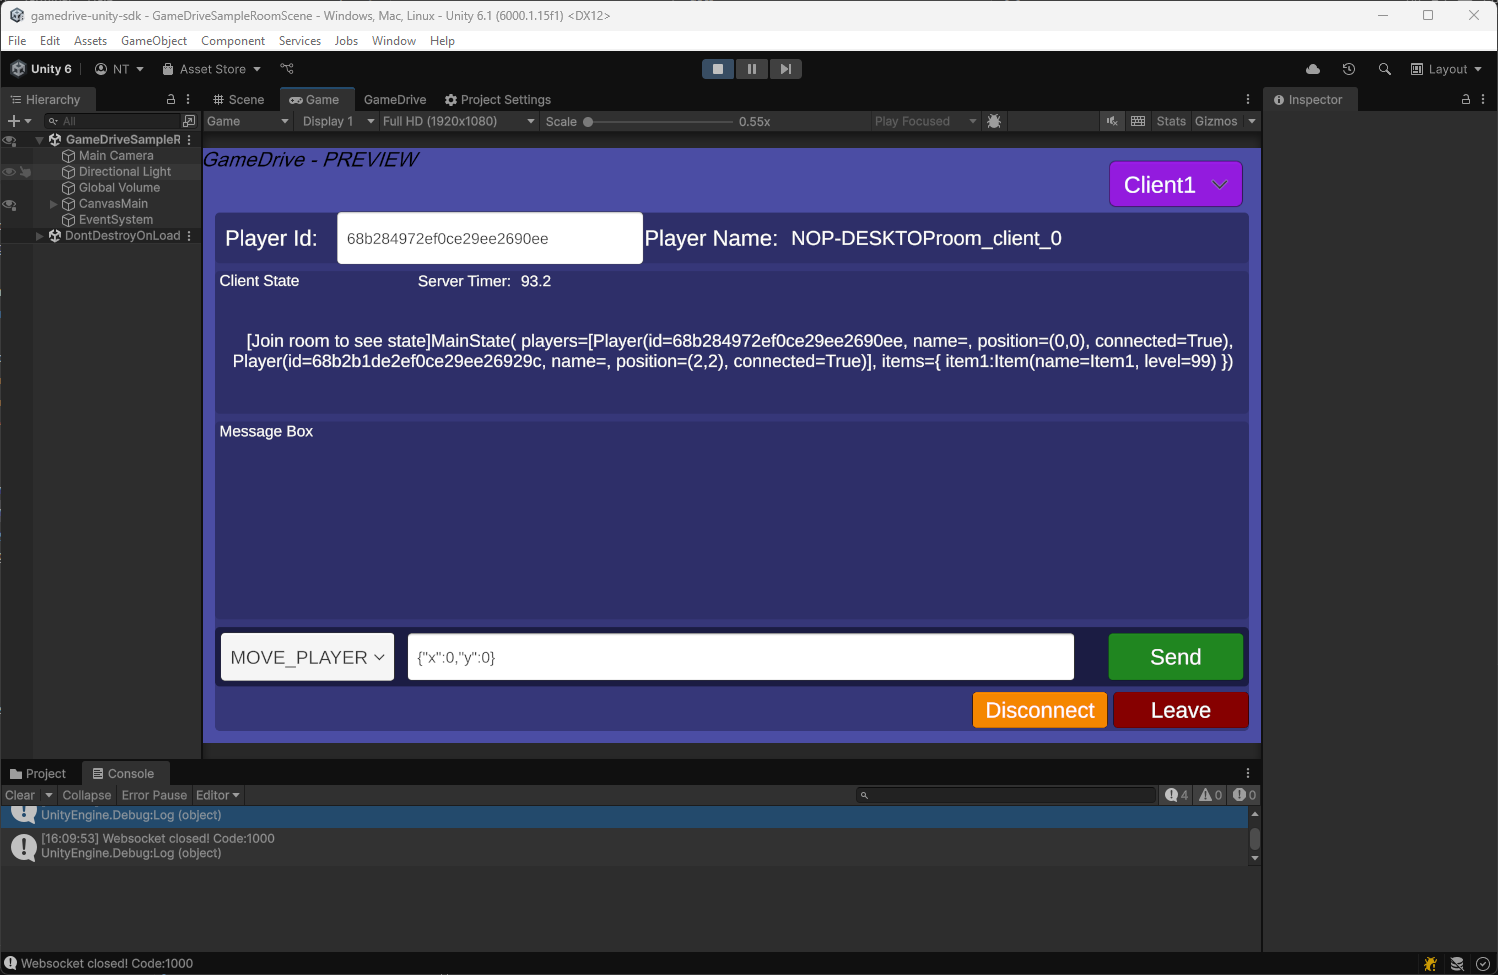 gamedrive-unity-sdk - GameDriveSampleRoomScene - Windows, Mac, Linux - Unity 6.1 (6000.1.15f1) <DX12>
File Edit Assets GameObject Component Services Jobs Window Help
Unity 6 NT Asset Store Layout
Hierarchy Scene Game GameDrive Project Settings Inspector
All Game Display 1 Full HD (1920x1080) Scale 0.55x Play Focused Stats Gizmos
GameDriveSampleR
Main Camera
Directional Light
Global Volume
CanvasMain
EventSystem
DontDestroyOnLoad
GameDrive - PREVIEW
Client1
Player Id: 68b284972ef0ce29ee2690ee Player Name: NOP-DESKTOProom_client_0
Client State Server Timer: 93.2
[Join room to see state]MainState( players=[Player(id=68b284972ef0ce29ee2690ee, name=, position=(0,0), connected=True),
Player(id=68b2b1de2ef0ce29ee26929c, name=, position=(2,2), connected=True)], items={ item1:Item(name=Item1, level=99) })
Message Box
MOVE_PLAYER {"x":0,"y":0} Send
Disconnect Leave
Project Console
Clear Collapse Error Pause Editor 4 0 0
UnityEngine.Debug:Log (object)
[16:09:53] Websocket closed! Code:1000
UnityEngine.Debug:Log (object)
Websocket closed! Code:1000